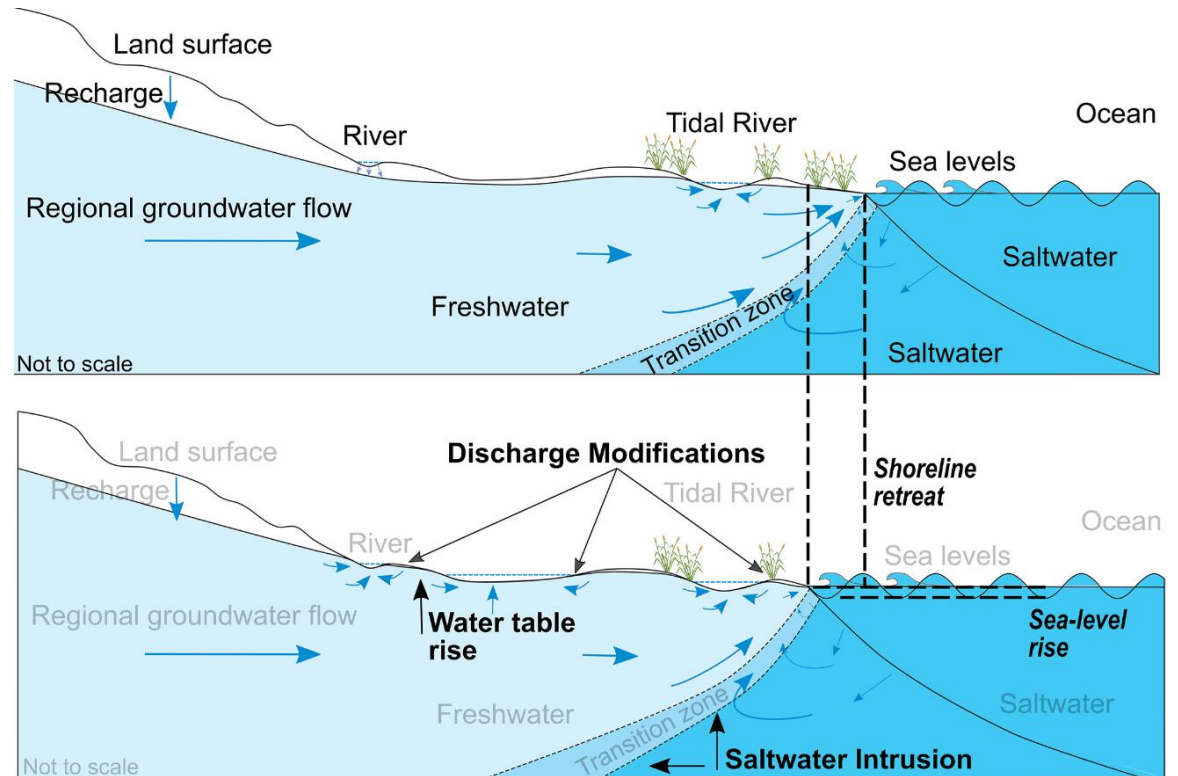 Land surface
Recharge
River
Tidal River
Ocean
Sea levels
Regional groundwater flow
Saltwater
Freshwater
Transition zone
Saltwater
Not to scale
Discharge Modifications
Land surface
Recharge
Tidal River
Shoreline
retreat
Ocean
River
Sea levels
Regional groundwater flow
Water table
rise
Sea-level
rise
Freshwater
Transition zone
Saltwater
Saltwater Intrusion
Not to scale